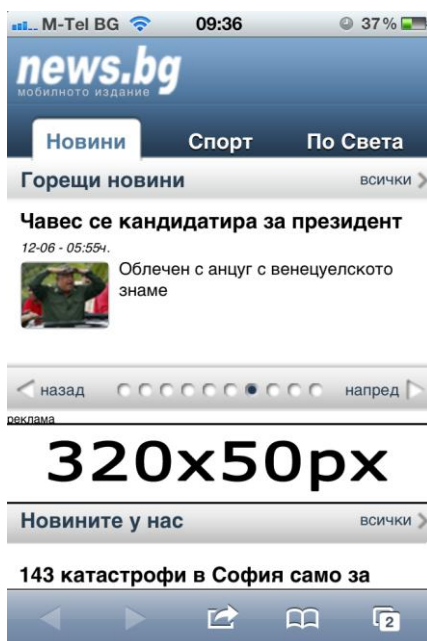 M-Tel BG 09:36 37%
news.bg
мобилното издание
Новини Спорт По Света
Горещи новини всички
Чавес се кандидатира за президент
12-06 - 05:55ч.
Облечен с анцуг с венецуелското
знаме
назад напред
реклама
320x50px
Новините у нас всички
143 катастрофи в София само за
2